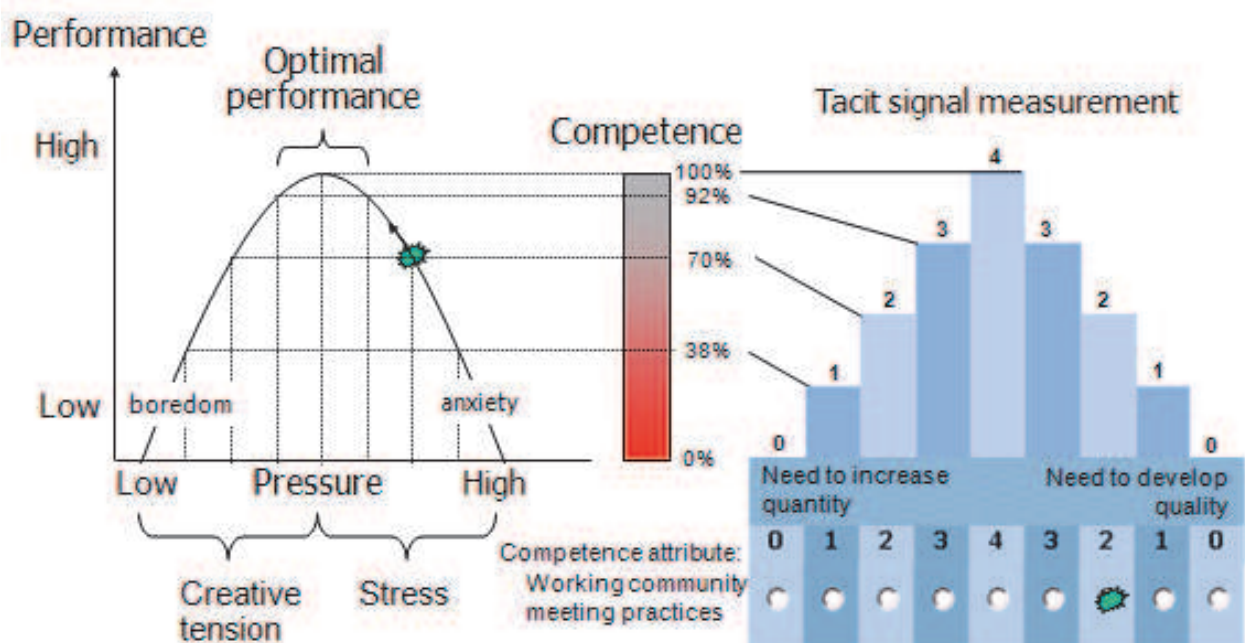 Performance
Optimal
performance
High
Low
boredom
anxiety
Low
Pressure
High
Creative
tension
Stress
Competence
100%
92%
70%
38%
0%
Tacit signal measurement
4
3
3
2
2
1
1
0
0
Need to increase
quantity
Need to develop
quality
Competence attribute:
Working community
meeting practices
0 1 2 3 4 3 2 1 0